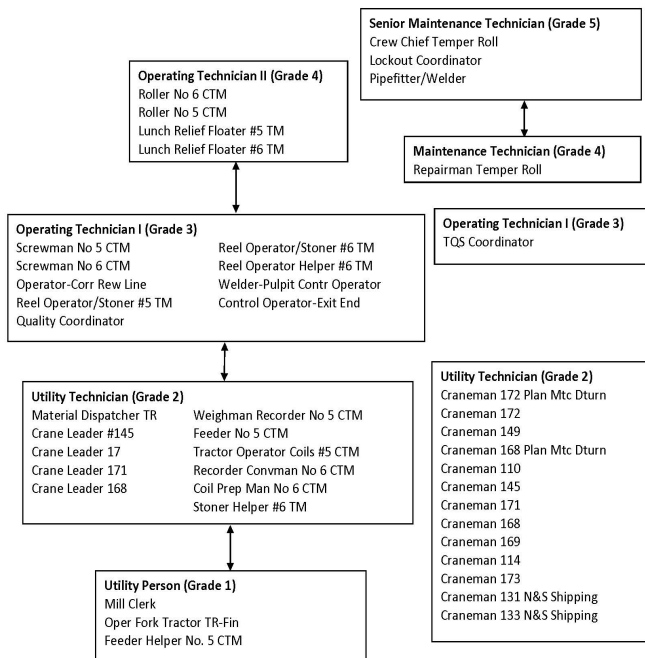 Senior Maintenance Technician (Grade 5)
Crew Chief Temper Roll
Lockout Coordinator
Pipefitter/Welder
Operating Technician II (Grade 4)
Roller No 6 CTM
Roller No 5 CTM
Lunch Relief Floater #5 TM
Lunch Relief Floater #6 TM
Maintenance Technician (Grade 4)
Repairman Temper Roll
Operating Technician I (Grade 3)
Screwman No 5 CTM
Screwman No 6 CTM
Operator-Corr Rew Line
Reel Operator/Stoner #5 TM
Quality Coordinator
Reel Operator/Stoner #6 TM
Reel Operator Helper #6 TM
Welder-Pulpit Contr Operator
Control Operator-Exit End
Operating Technician I (Grade 3)
TQS Coordinator
Utility Technician (Grade 2)
Material Dispatcher TR
Crane Leader #145
Crane Leader 17
Crane Leader 171
Crane Leader 168
Weighman Recorder No 5 CTM
Feeder No 5 CTM
Tractor Operator Coils #5 CTM
Recorder Convman No 6 CTM
Coil Prep Man No 6 CTM
Stoner Helper #6 TM
Utility Technician (Grade 2)
Craneman 172 Plan Mtc Dturn
Craneman 172
Craneman 149
Craneman 168 Plan Mtc Dturn
Craneman 110
Craneman 145
Craneman 171
Craneman 168
Craneman 169
Craneman 114
Craneman 173
Craneman 131 N&S Shipping
Craneman 133 N&S Shipping
Utility Person (Grade 1)
Mill Clerk
Oper Fork Tractor TR-Fin
Feeder Helper No. 5 CTM